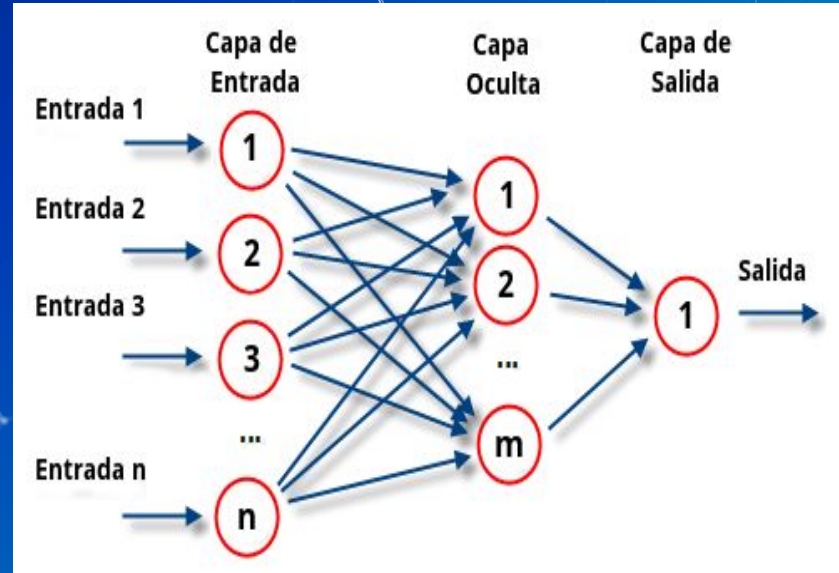 Capa de
Entrada
Capa
Oculta
Capa de
Salida
Entrada 1
1
Entrada 2
2
Entrada 3
3
...
Entrada n
n
1
2
...
m
1
Salida